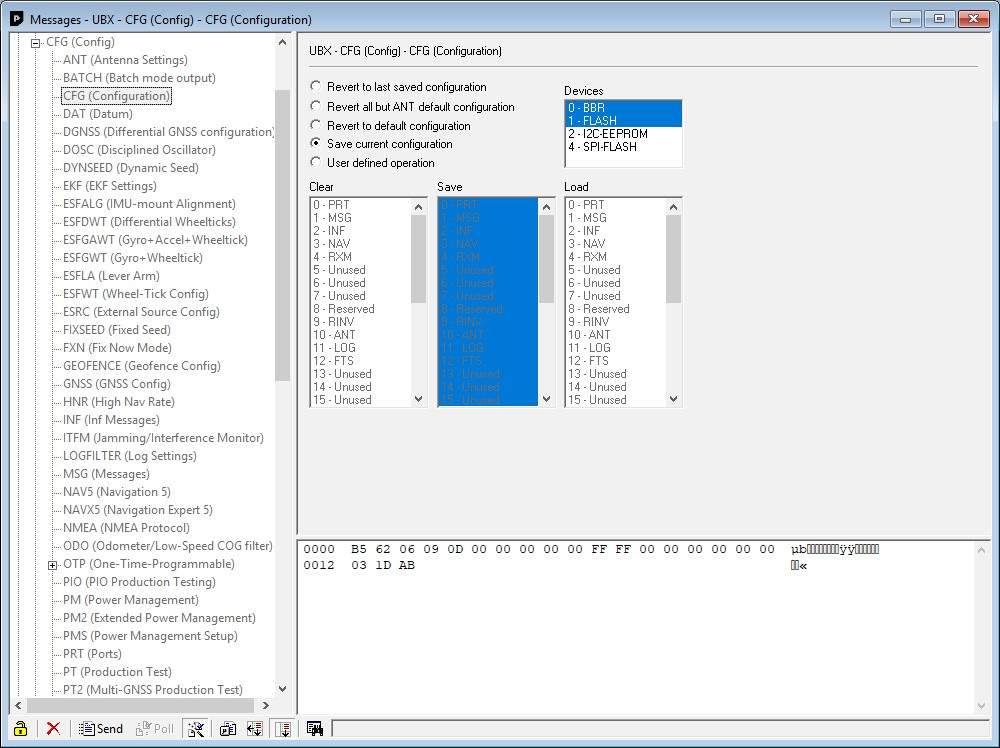 Messages - UBX - CFG (Config) - CFG (Configuration)
CFG (Config)
ANT (Antenna Settings)
BATCH (Batch mode output)
CFG (Configuration)
DAT (Datum)
DGNSS (Differential GNSS configuration)
DOSC (Disciplined Oscillator)
DYNSEED (Dynamic Seed)
EKF (EKF Settings)
ESFALG (IMU-mount Alignment)
ESFDWT (Differential Wheelticks)
ESFGAWT (Gyro+Accel+Wheeltick)
ESFGWT (Gyro+Wheeltick)
ESFLA (Lever Arm)
ESFWT (Wheel-Tick Config)
ESRC (External Source Config)
FIXSEED (Fixed Seed)
FXN (Fix Now Mode)
GEOFENCE (Geofence Config)
GNSS (GNSS Config)
HNR (High Nav Rate)
INF (Inf Messages)
ITFM (Jamming/Interference Monitor)
LOGFILTER (Log Settings)
MSG (Messages)
NAV5 (Navigation 5)
NAVX5 (Navigation Expert 5)
NMEA (NMEA Protocol)
ODO (Odometer/Low-Speed COG filter)
OTP (One-Time-Programmable)
PIO (PIO Production Testing)
PM (Power Management)
PM2 (Extended Power Management)
PMS (Power Management Setup)
PRT (Ports)
PT (Production Test)
PT2 (Multi-GNSS Production Test)
UBX - CFG (Config) - CFG (Configuration)
Revert to last saved configuration
Revert all but ANT default configuration
Revert to default configuration
Save current configuration
User defined operation
Devices
0 - BBR
1 - FLASH
2 - I2C-EEPROM
4 - SPI-FLASH
Clear
0 - PRT
1 - MSG
2 - INF
3 - NAV
4 - RXM
5 - Unused
6 - Unused
7 - Unused
8 - Reserved
9 - RINV
10 - ANT
11 - LOG
12 - FTS
13 - Unused
14 - Unused
15 - Unused
Save
0 - PRT
1 - MSG
2 - INF
3 - NAV
4 - RXM
5 - Unused
6 - Unused
7 - Unused
8 - Reserved
9 - RINV
10 - ANT
11 - LOG
12 - FTS
13 - Unused
14 - Unused
15 - Unused
Load
0 - PRT
1 - MSG
2 - INF
3 - NAV
4 - RXM
5 - Unused
6 - Unused
7 - Unused
8 - Reserved
9 - RINV
10 - ANT
11 - LOG
12 - FTS
13 - Unused
14 - Unused
15 - Unused
0000 B5 62 06 09 0D 00 00 00 00 00 FF FF 00 00 00 00 00 00 µb▯▯▯▯▯▯▯▯ÿÿ▯▯▯▯▯▯
0012 03 1D AB ▯▯«
Send
Poll